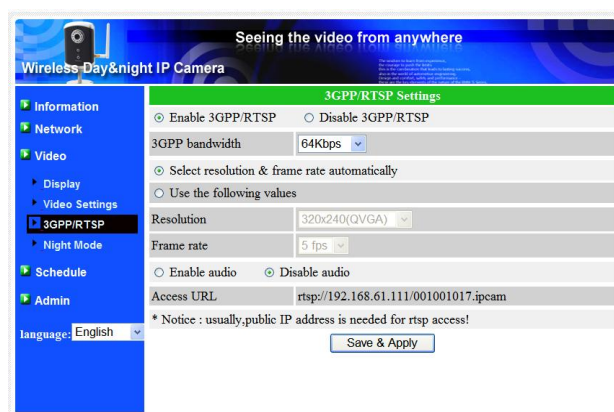 Seeing the video from anywhere
Wireless Day&night IP Camera
Information
Network
Video
Display
Video Settings
3GPP/RTSP
Night Mode
Schedule
Admin
language: English
3GPP/RTSP Settings
Enable 3GPP/RTSP Disable 3GPP/RTSP
3GPP bandwidth 64Kbps
Select resolution & frame rate automatically
Use the following values
Resolution 320x240(QVGA)
Frame rate 5 fps
Enable audio Disable audio
Access URL rtsp://192.168.61.111/001001017.ipcam
* Notice : usually,public IP address is needed for rtsp access!
Save & Apply